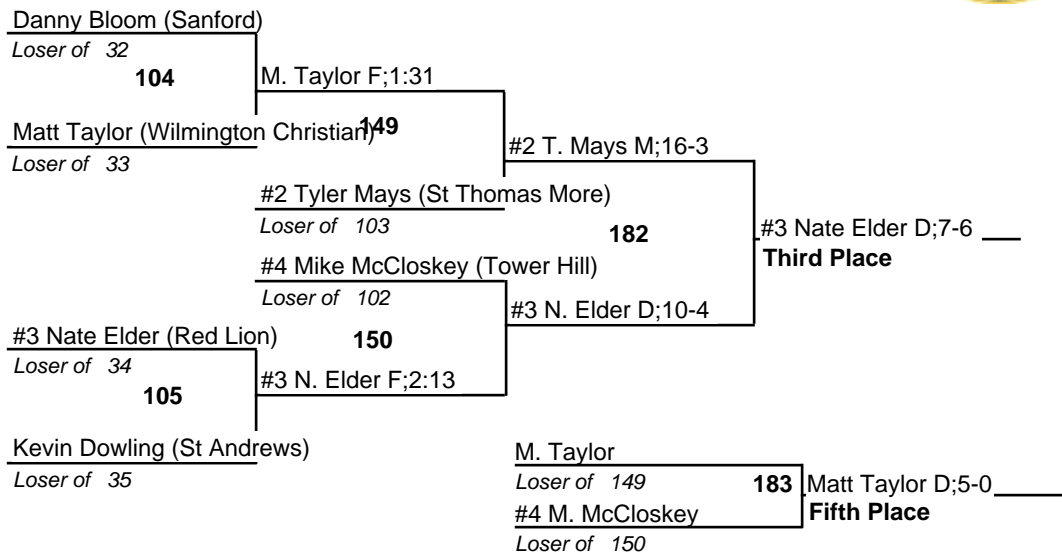 Danny Bloom (Sanford)
Loser of 32
104
M. Taylor F;1:31
Matt Taylor (Wilmington Christian)
149
Loser of 33
#2 T. Mays M;16-3
#2 Tyler Mays (St Thomas More)
Loser of 103
182
#3 Nate Elder D;7-6
Third Place
#4 Mike McCloskey (Tower Hill)
Loser of 102
#3 N. Elder D;10-4
#3 Nate Elder (Red Lion)
150
Loser of 34
#3 N. Elder F;2:13
105
Kevin Dowling (St Andrews)
Loser of 35
M. Taylor
Loser of 149
183
Matt Taylor D;5-0
#4 M. McCloskey
Fifth Place
Loser of 150